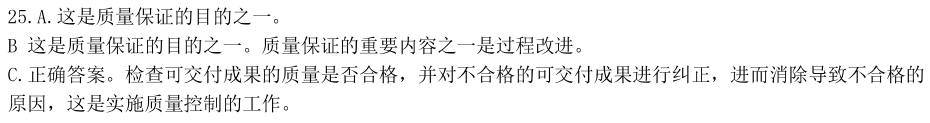 25.A.这是质量保证的目的之一。
B 这是质量保证的目的之一。质量保证的重要内容之一是过程改进。
C.正确答案。检查可交付成果的质量是否合格，并对不合格的可交付成果进行纠正，进而消除导致不合格的
原因，这是实施质量控制的工作。